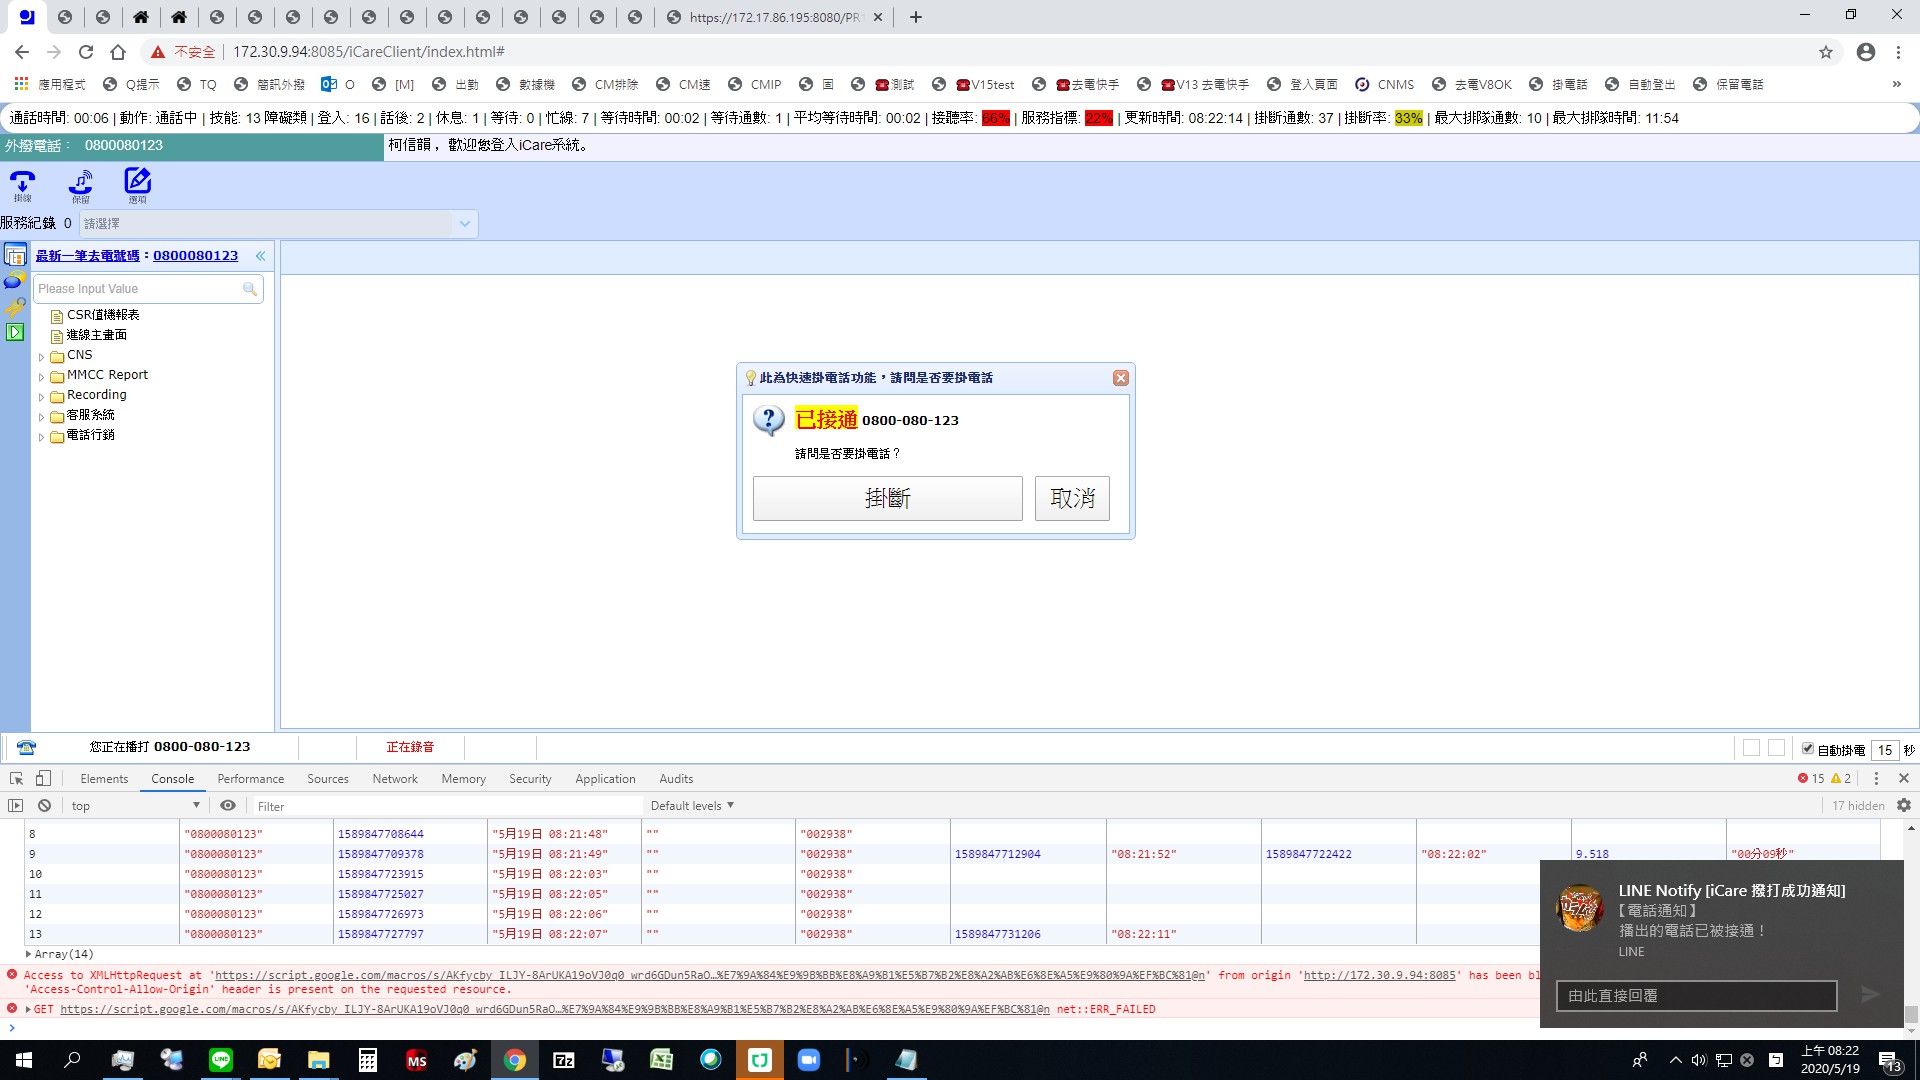 https://172.17.86.195:8080/PR
不安全 172.30.9.94:8085/iCareClient/index.html#
應用程式 Q提示 TQ 簡訊外撥 O [M] 出勤 數據機 CM排除 CM速 CMIP 圖 ☎測試 ☎V15test ☎去電快手 ☎V13 去電快手 登入頁面 CNMS 去電V8OK 掛電話 自動登出 保留電話 »
通話時間: 00:06 | 動作: 通話中 | 技能: 13 障礙類 | 登入: 16 | 話後: 2 | 休息: 1 | 等待: 0 | 忙線: 7 | 等待時間: 00:02 | 等待通數: 1 | 平均等待時間: 00:02 | 接聽率: 66% | 服務指標: 22% | 更新時間: 08:22:14 | 掛斷通數: 37 | 掛斷率: 33% | 最大排隊通數: 10 | 最大排隊時間: 11:54
外撥電話： 0800080123
柯信韻， 歡迎您登入iCare系統。
掛線 保留 選項
服務紀錄 0 請選擇
最新一筆去電號碼：0800080123
Please Input Value
CSR值機報表
進線主畫面
CNS
MMCC Report
Recording
客服系統
電話行銷
此為快速掛電話功能，請問是否要掛電話
已接通 0800-080-123
請問是否要掛電話？
掛斷 取消
您正在播打 0800-080-123 正在錄音 自動掛電 15 秒
Elements Console Performance Sources Network Memory Security Application Audits 15 2
top Filter Default levels ▼ 17 hidden
8 "0800080123" 1589847708644 "5月19日 08:21:48" "" "002938"
9 "0800080123" 1589847709378 "5月19日 08:21:49" "" "002938" 1589847712904 "08:21:52" 1589847722422 "08:22:02" 9.518 "00分09秒"
10 "0800080123" 1589847723915 "5月19日 08:22:03" "" "002938"
11 "0800080123" 1589847725027 "5月19日 08:22:05" "" "002938"
12 "0800080123" 1589847726973 "5月19日 08:22:06" "" "002938"
13 "0800080123" 1589847727797 "5月19日 08:22:07" "" "002938" 1589847731206 "08:22:11"
Array(14)
Access to XMLHttpRequest at 'https://script.google.com/macros/s/AKfycby_ILJY-8ArUKA19oVJ0q0_wrd6GDun5RaO…%E7%9A%84%E9%9B%BB%E8%A9%B1%E5%B7%B2%E8%A2%AB%E6%8E%A5%E9%80%9A%EF%BC%81@n' from origin 'http://172.30.9.94:8085' has been bl
'Access-Control-Allow-Origin' header is present on the requested resource.
GET https://script.google.com/macros/s/AKfycby_ILJY-8ArUKA19oVJ0q0_wrd6GDun5RaO…%E7%9A%84%E9%9B%BB%E8%A9%B1%E5%B7%B2%E8%A2%AB%E6%8E%A5%E9%80%9A%EF%BC%81@n net::ERR_FAILED
LINE Notify [iCare 撥打成功通知]
【電話通知】
播出的電話已被接通！
LINE
由此直接回覆
MS 7z
上午 08:22
2020/5/19
13